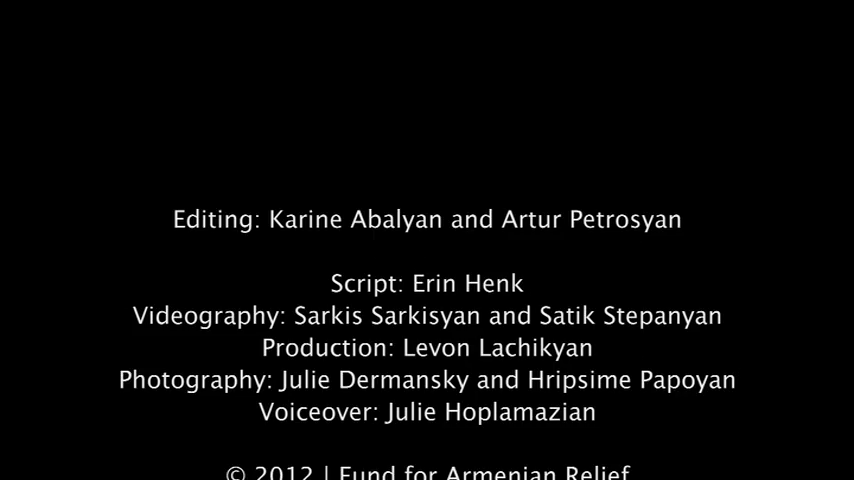 Editing: Karine Abalyan and Artur Petrosyan
Script: Erin Henk
Videography: Sarkis Sarkisyan and Satik Stepanyan
Production: Levon Lachikyan
Photography: Julie Dermansky and Hripsime Papoyan
Voiceover: Julie Hoplamazian
© 2012 | Fund for Armenian Relief